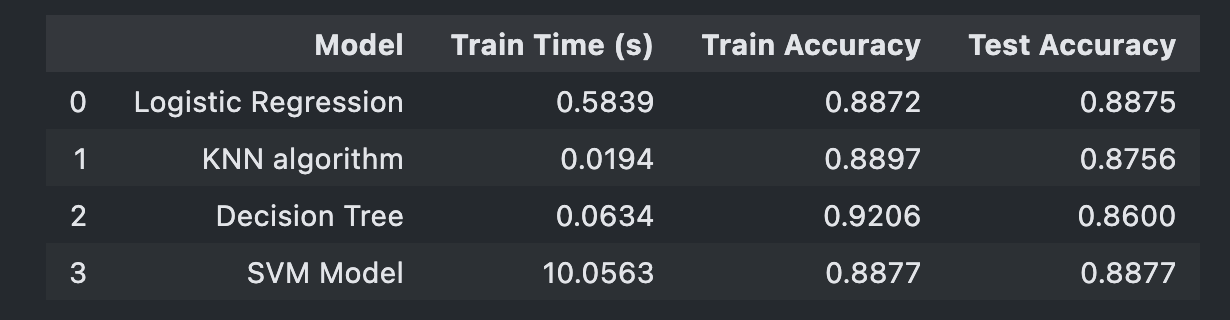 Model Train Time (s) Train Accuracy Test Accuracy
0 Logistic Regression 0.5839 0.8872 0.8875
1 KNN algorithm 0.0194 0.8897 0.8756
2 Decision Tree 0.0634 0.9206 0.8600
3 SVM Model 10.0563 0.8877 0.8877